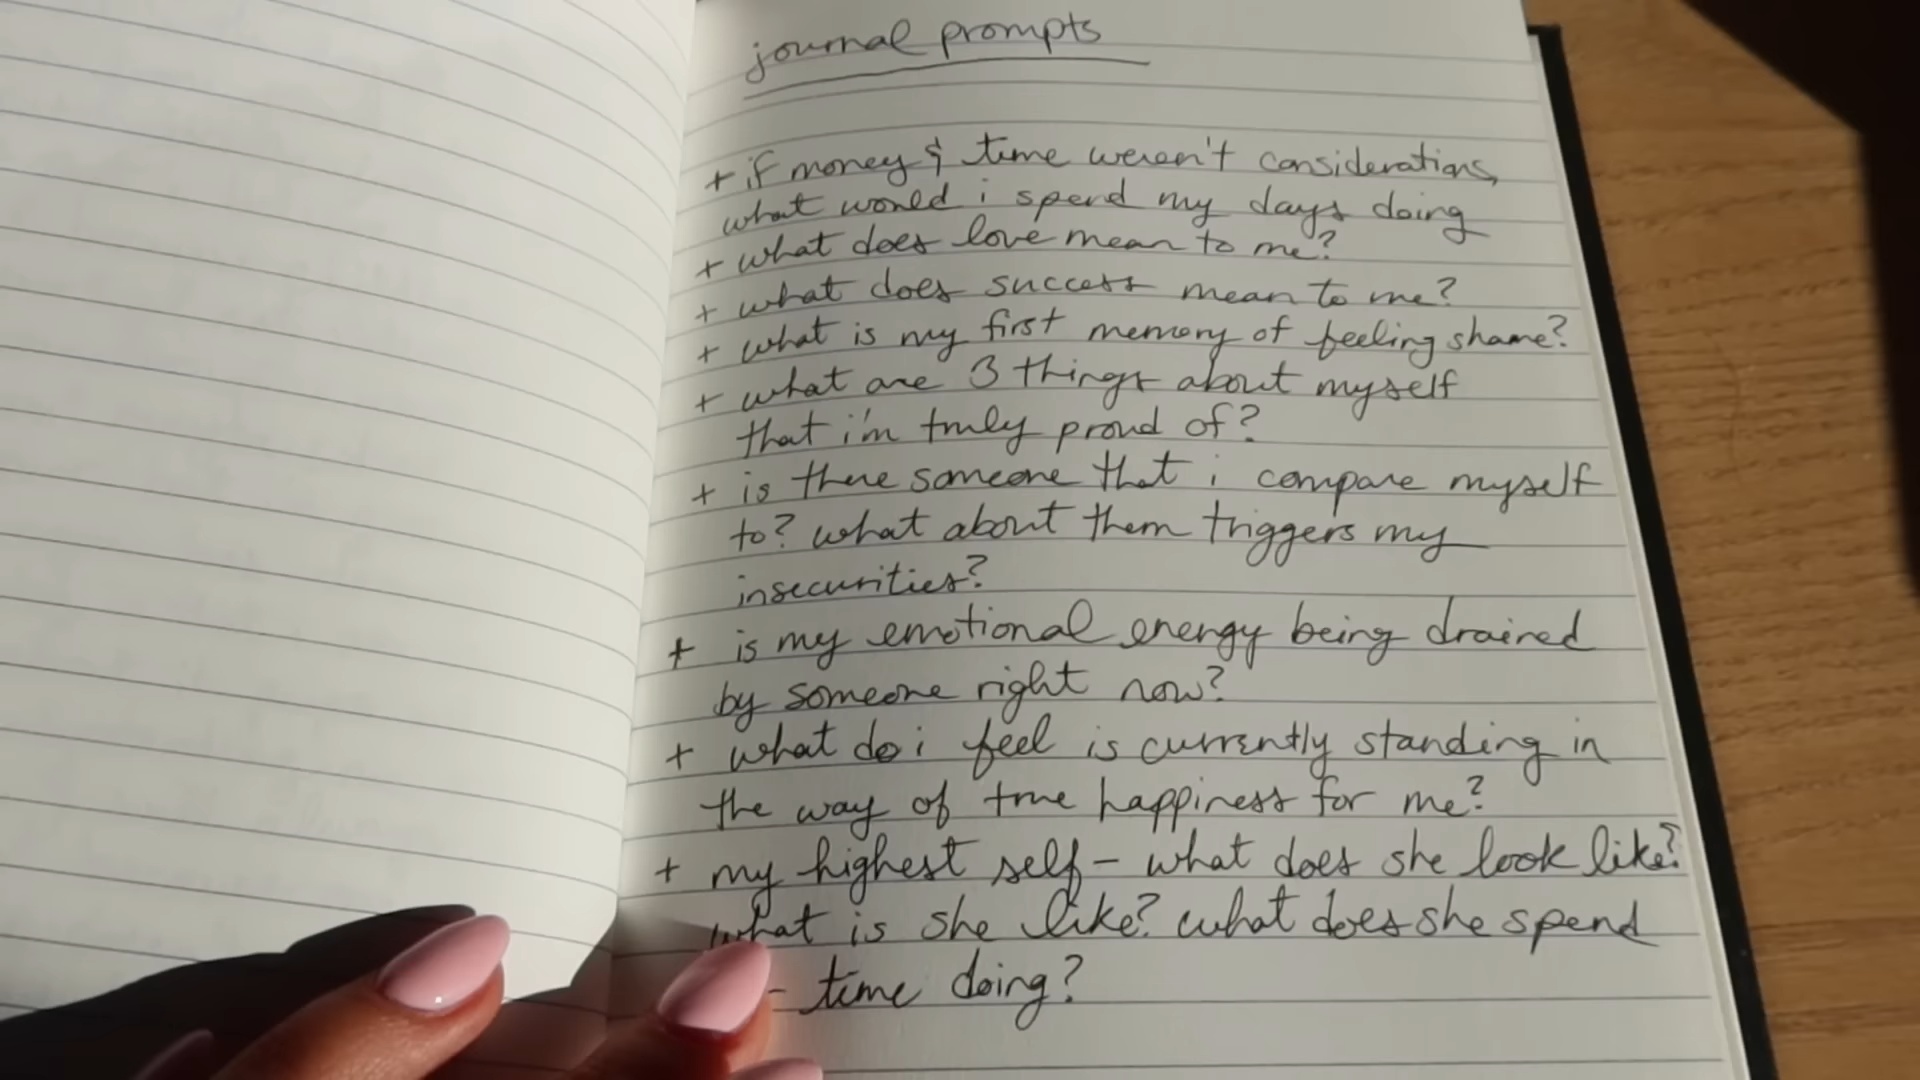 journal prompts
+ if money & time weren't considerations,
what would i spend my days doing
+ what does love mean to me?
+ what does success mean to me?
+ what is my first memory of feeling shame?
+ what are 3 things about myself
that i'm truly proud of?
+ is there someone that i compare myself
to? what about them triggers my
insecurities?
+ is my emotional energy being drained
by someone right now?
+ what do i feel is currently standing in
the way of true happiness for me?
+ my highest self - what does she look like?
what is she like? what does she spend
time doing?